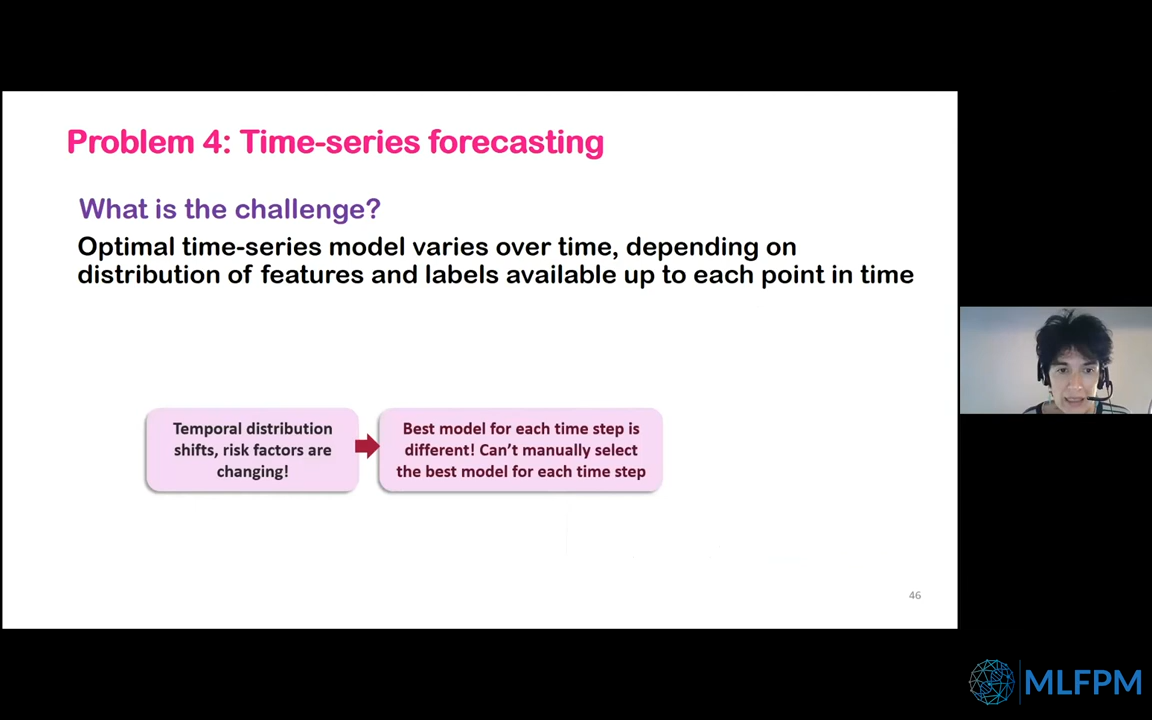 Problem 4: Time-series forecasting
What is the challenge?
Optimal time-series model varies over time, depending on
distribution of features and labels available up to each point in time
Temporal distribution
shifts, risk factors are
changing!
Best model for each time step is
different! Can't manually select
the best model for each time step
46
MLFPM